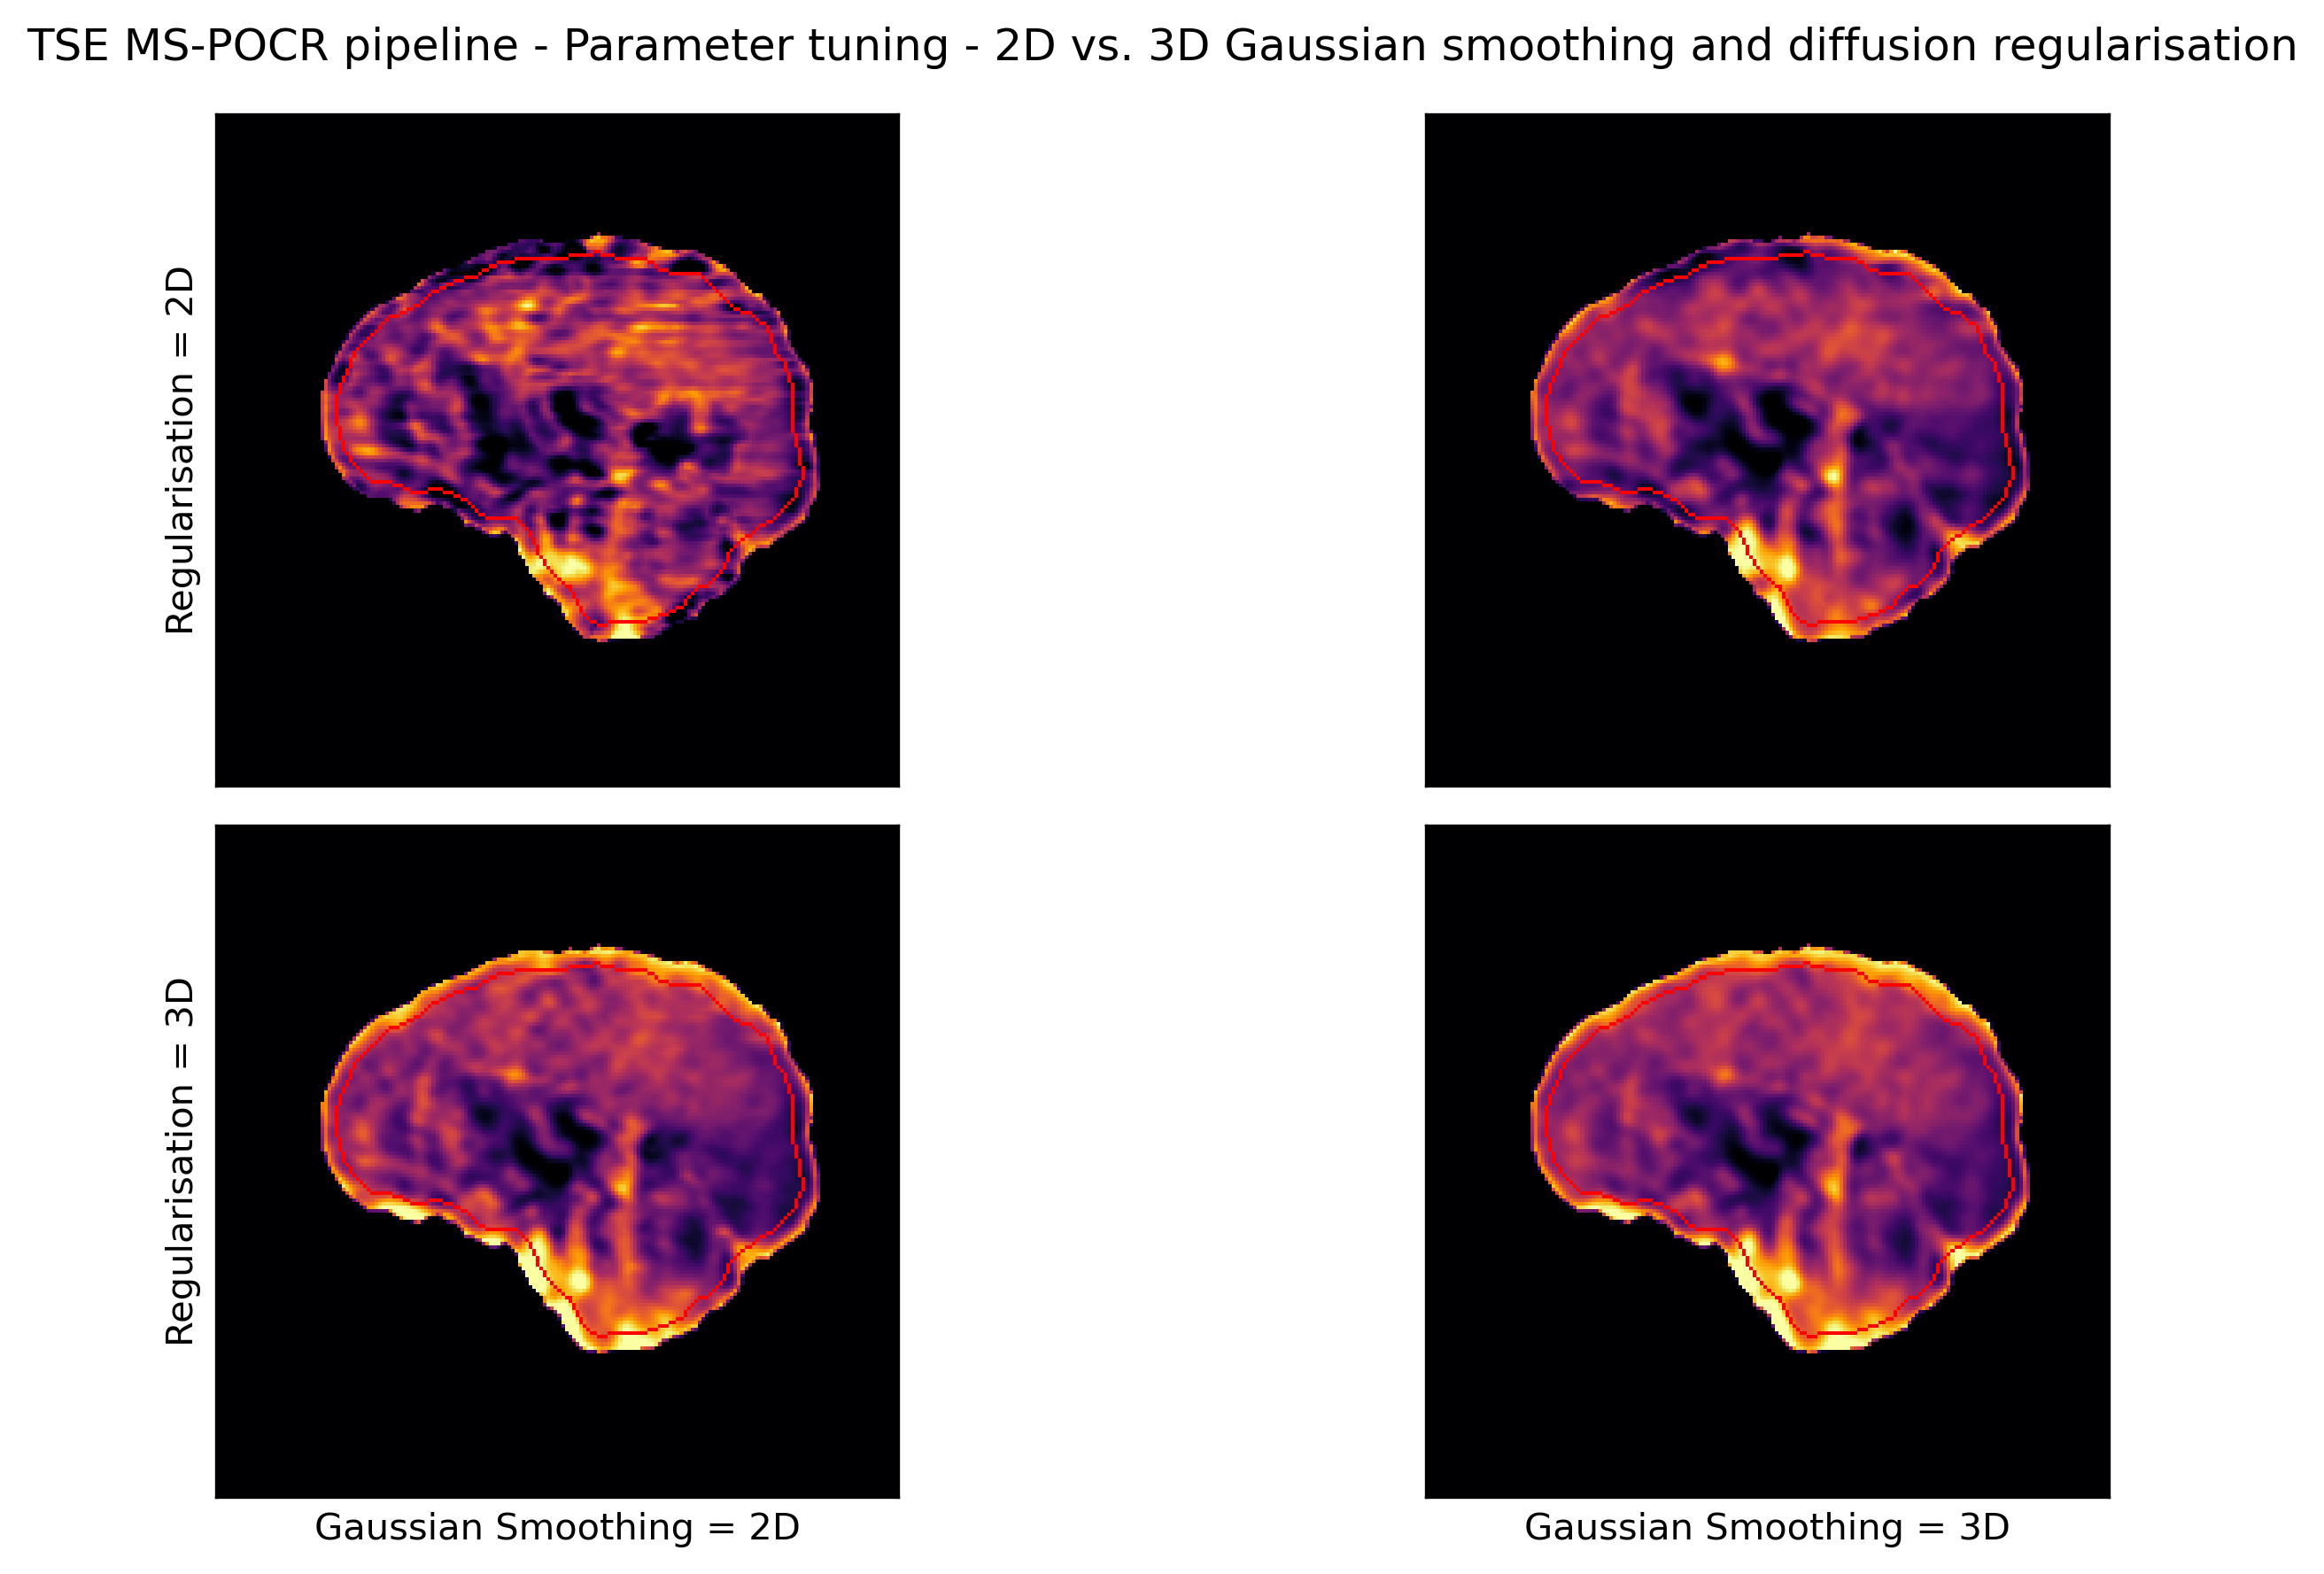 TSE MS-POCR pipeline - Parameter tuning - 2D vs. 3D Gaussian smoothing and diffusion regularisation
Regularisation = 2D
Regularisation = 3D
Gaussian Smoothing = 2D
Gaussian Smoothing = 3D